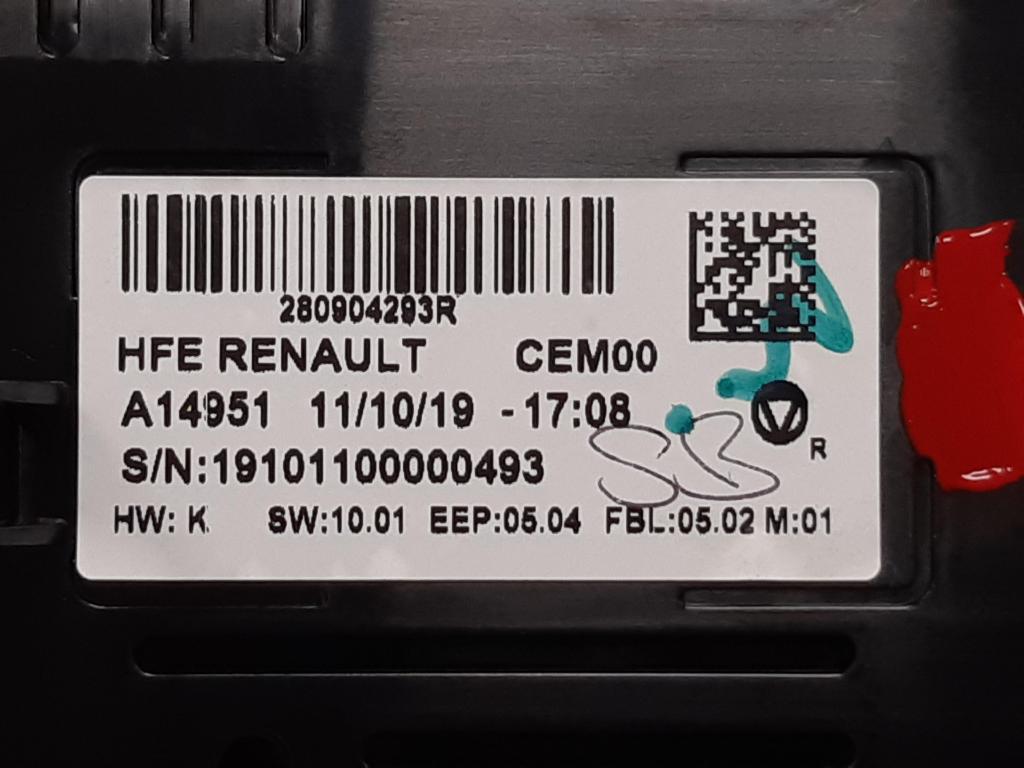 280904293R
HFE RENAULT CEM00
A14951 11/10/19 - 17:08
R
S/N:19101100000493
HW: K SW:10.01 EEP:05.04 FBL:05.02 M:01